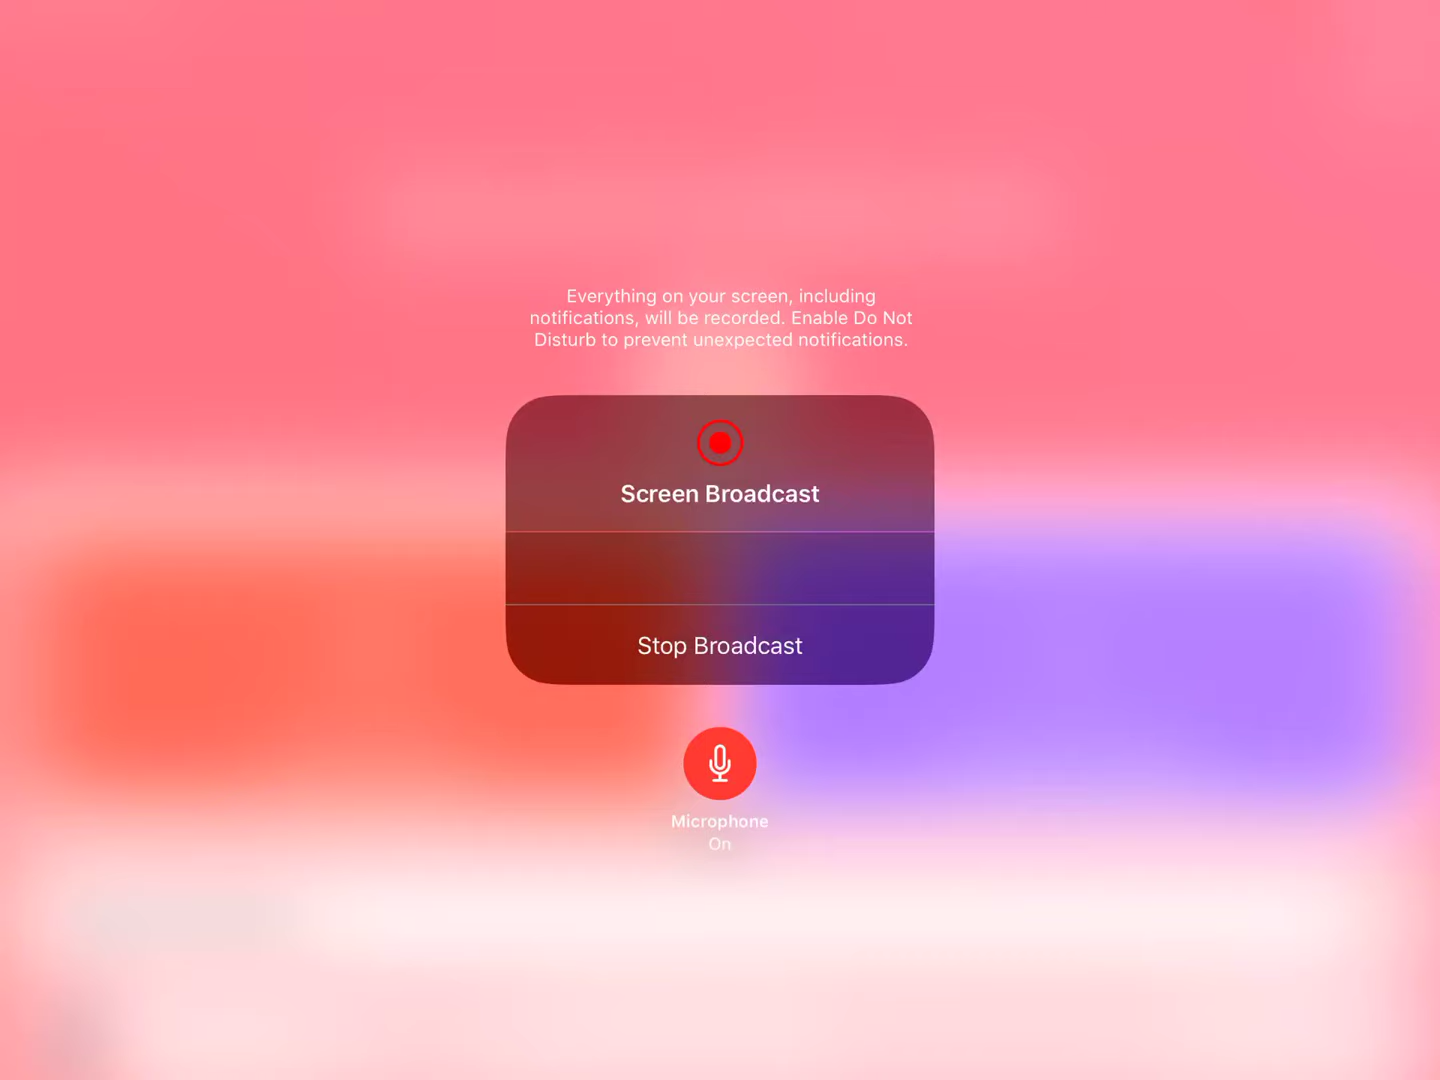 Everything on your screen, including
notifications, will be recorded. Enable Do Not
Disturb to prevent unexpected notifications.
Screen Broadcast
Stop Broadcast
Microphone
On